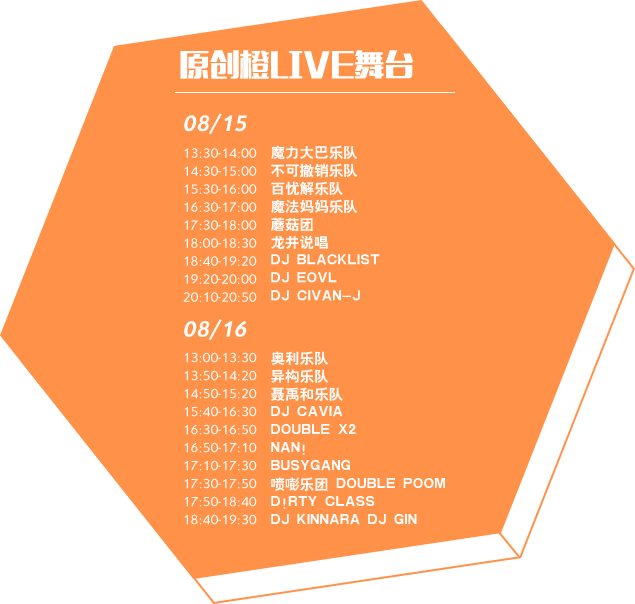 原创橙LIVE舞台
08/15
13:30-14:00 魔力大巴乐队
14:30-15:00 不可撤销乐队
15:30-16:00 百忧解乐队
16:30-17:00 魔法妈妈乐队
17:30-18:00 蘑菇团
18:00-18:30 龙井说唱
18:40-19:20 DJ BLACKLIST
19:20-20:00 DJ EOVL
20:10-20:50 DJ CIVAN-J
08/16
13:00-13:30 奥利乐队
13:50-14:20 异构乐队
14:50-15:20 聂禹和乐队
15:40-16:30 DJ CAVIA
16:30-16:50 DOUBLE X2
16:50-17:10 NAN!
17:10-17:30 BUSYGANG
17:30-17:50 喷嘭乐团 DOUBLE POOM
17:50-18:40 D!RTY CLASS
18:40-19:30 DJ KINNARA DJ GIN